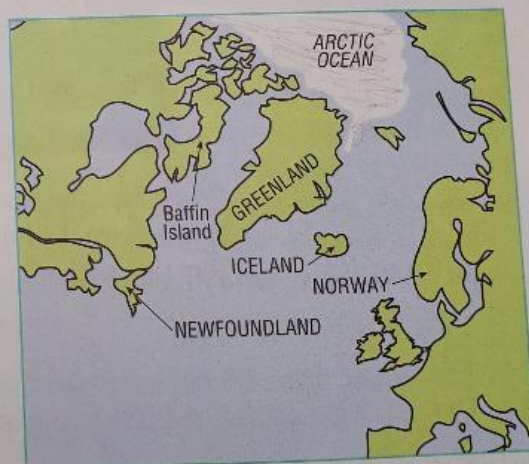 ARCTIC
OCEAN
GREENLAND
Baffin
Island
ICELAND
NORWAY
NEWFOUNDLAND